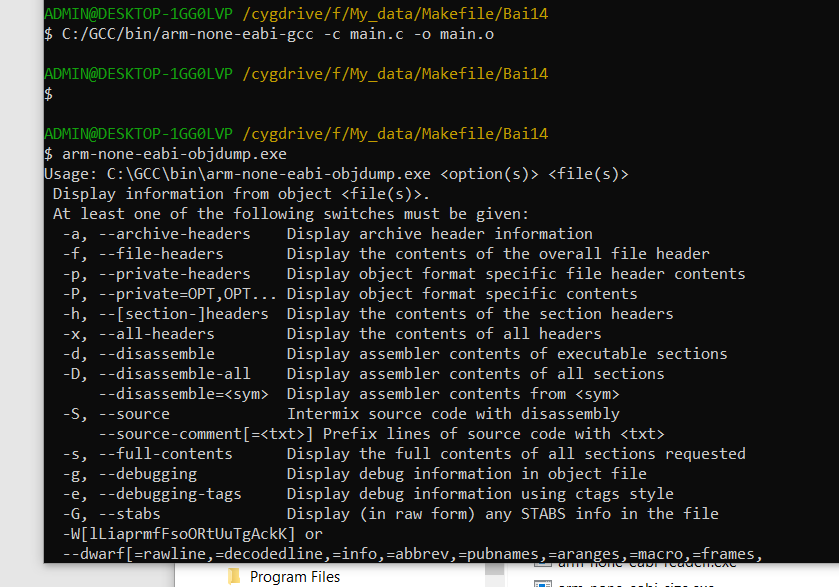 ADMIN@DESKTOP-1GG0LVP /cygdrive/f/My_data/Makefile/Bai14
$ C:/GCC/bin/arm-none-eabi-gcc -c main.c -o main.o
ADMIN@DESKTOP-1GG0LVP /cygdrive/f/My_data/Makefile/Bai14
$
ADMIN@DESKTOP-1GG0LVP /cygdrive/f/My_data/Makefile/Bai14
$ arm-none-eabi-objdump.exe
Usage: C:\GCC\bin\arm-none-eabi-objdump.exe <option(s)> <file(s)>
Display information from object <file(s)>.
At least one of the following switches must be given:
-a, --archive-headers Display archive header information
-f, --file-headers Display the contents of the overall file header
-p, --private-headers Display object format specific file header contents
-P, --private=OPT,OPT... Display object format specific contents
-h, --[section-]headers Display the contents of the section headers
-x, --all-headers Display the contents of all headers
-d, --disassemble Display assembler contents of executable sections
-D, --disassemble-all Display assembler contents of all sections
--disassemble=<sym> Display assembler contents from <sym>
-S, --source Intermix source code with disassembly
--source-comment[=<txt>] Prefix lines of source code with <txt>
-s, --full-contents Display the full contents of all sections requested
-g, --debugging Display debug information in object file
-e, --debugging-tags Display debug information using ctags style
-G, --stabs Display (in raw form) any STABS info in the file
-W[lLiaprmfFsoORtUuTgAckK] or
--dwarf[=rawline,=decodedline,=info,=abbrev,=pubnames,=aranges,=macro,=frames,
Program Files